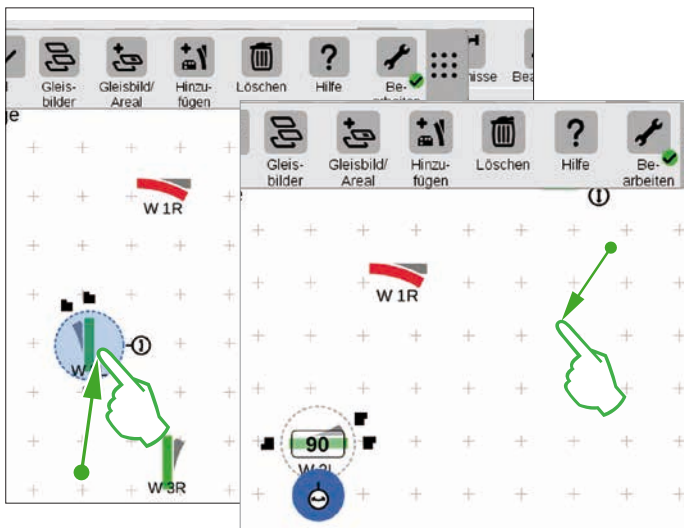 Gleis-
bilder
Gleisbild/
Areal
Hinzu-
fügen
Löschen
Hilfe
Be-
arbeiten
W 1R
W 3R
Gleis-
bilder
Gleisbild/
Areal
Hinzu-
fügen
Löschen
Hilfe
Be-
arbeiten
W 1R
90
W 2L